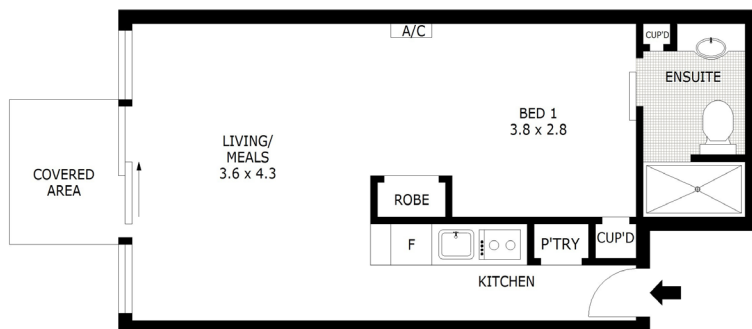 A/C
CUP'D
ENSUITE
BED 1
3.8 x 2.8
LIVING/
MEALS
3.6 x 4.3
COVERED
AREA
ROBE
F
P'TRY
CUP'D
KITCHEN